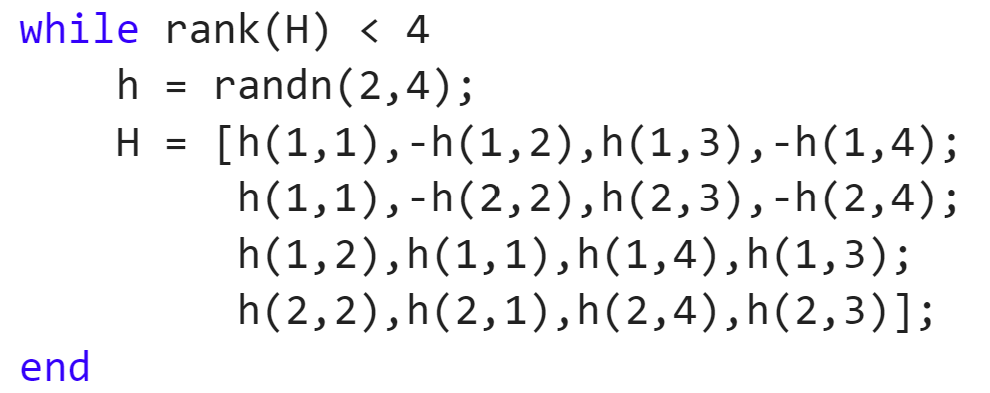 while rank(H) < 4
    h = randn(2,4);
    H = [h(1,1),-h(1,2),h(1,3),-h(1,4);
         h(1,1),-h(2,2),h(2,3),-h(2,4);
         h(1,2),h(1,1),h(1,4),h(1,3);
         h(2,2),h(2,1),h(2,4),h(2,3)];
end